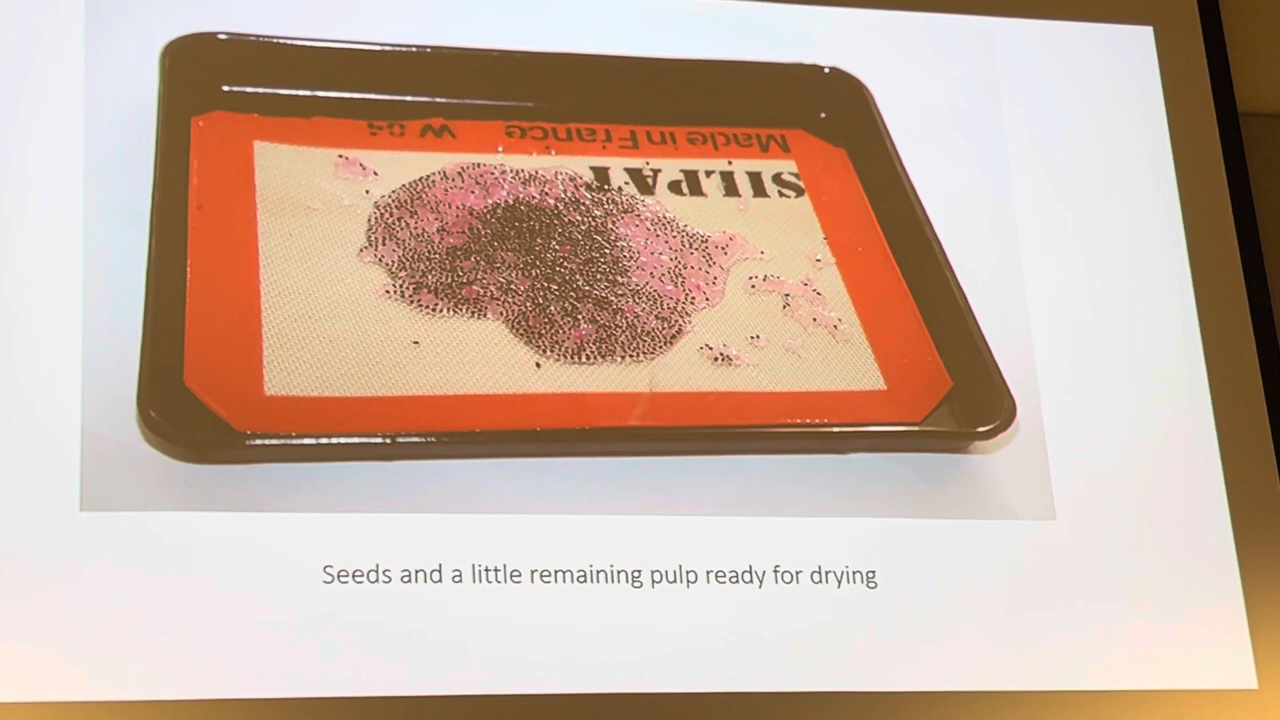 Made in France W 04
SILPAT
Seeds and a little remaining pulp ready for drying